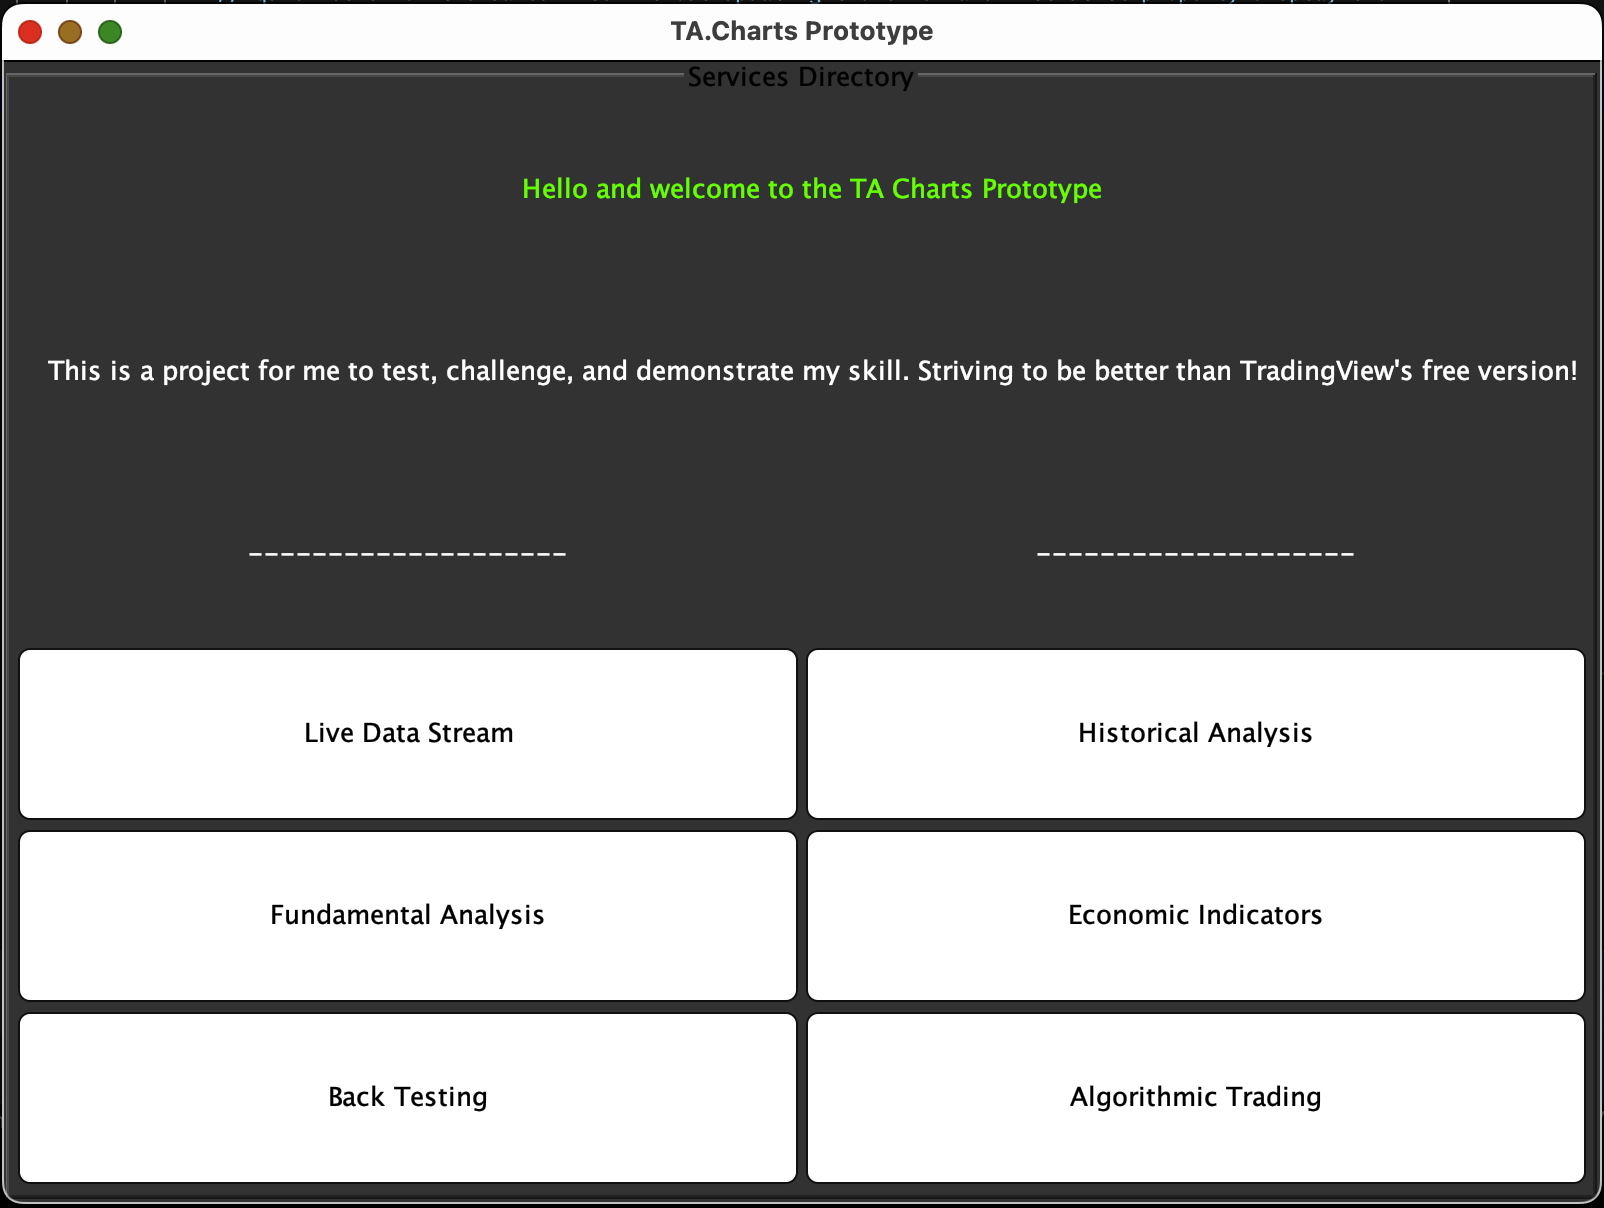 TA.Charts Prototype
Services Directory
Hello and welcome to the TA Charts Prototype
This is a project for me to test, challenge, and demonstrate my skill. Striving to be better than TradingView's free version!
-------------------- --------------------
Live Data Stream
Historical Analysis
Fundamental Analysis
Economic Indicators
Back Testing
Algorithmic Trading